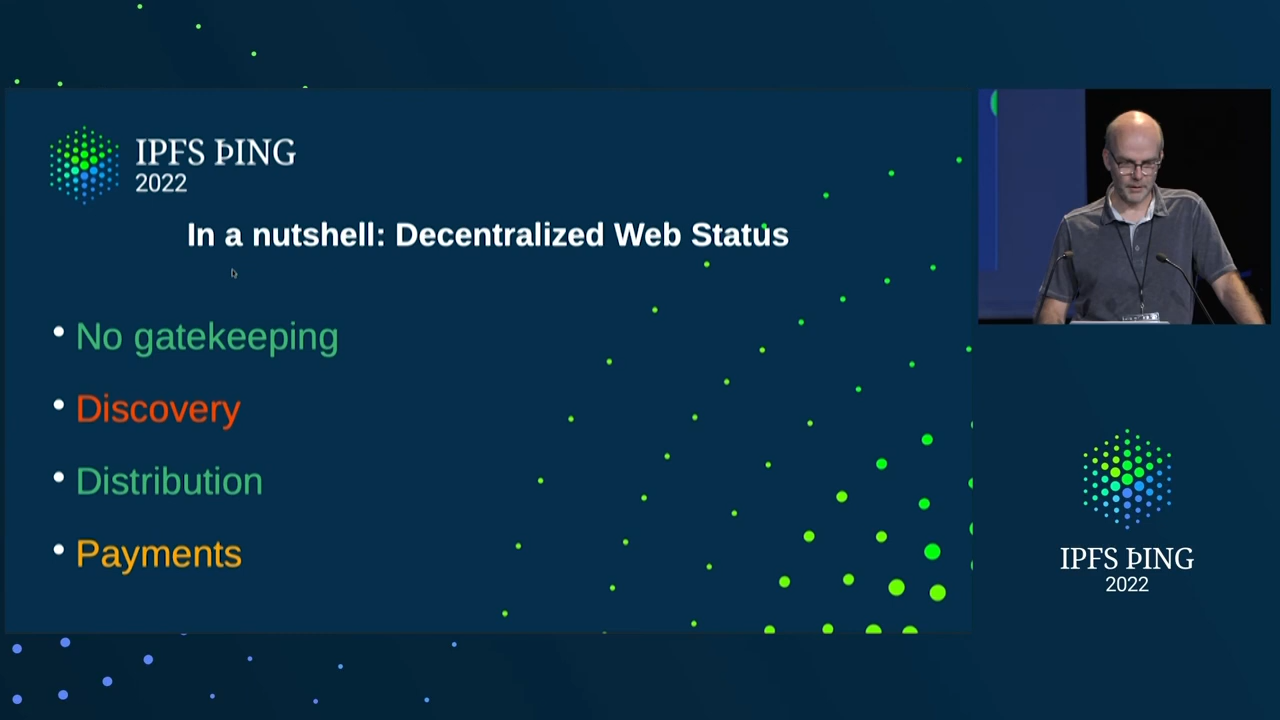 IPFS ÞING
2022
In a nutshell: Decentralized Web Status
No gatekeeping
Discovery
Distribution
Payments
IPFS ÞING
2022